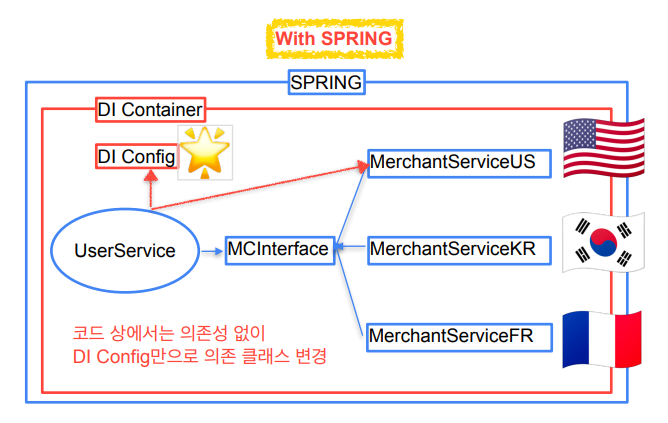 With SPRING
SPRING
DI Container
DI Config
MerchantServiceUS
UserService
MCInterface
MerchantServiceKR
MerchantServiceFR
코드 상에서는 의존성 없이
DI Config만으로 의존 클래스 변경